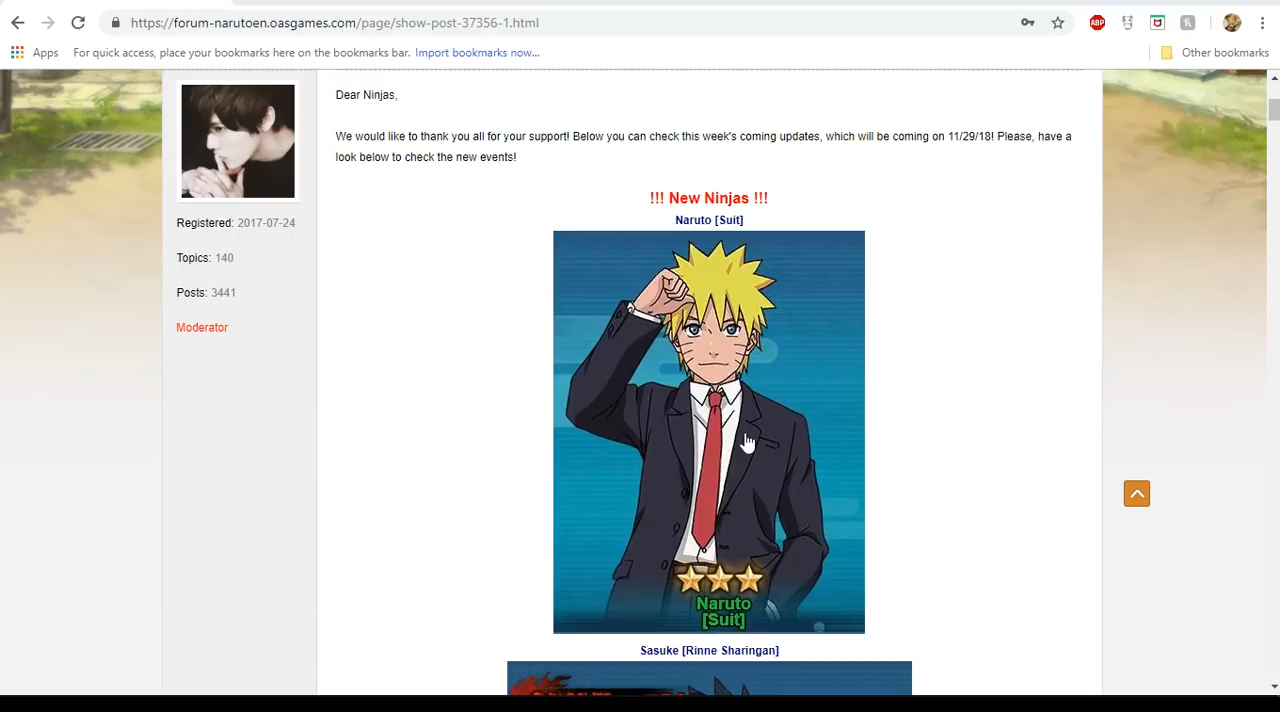 https://forum-narutoen.oasgames.com/page/show-post-37356-1.html
ABP
Apps For quick access, place your bookmarks here on the bookmarks bar. Import bookmarks now... Other bookmarks
Dear Ninjas,
We would like to thank you all for your support! Below you can check this week's coming updates, which will be coming on 11/29/18! Please, have a
look below to check the new events!
!!! New Ninjas !!!
Naruto [Suit]
Registered: 2017-07-24
Topics: 140
Posts: 3441
Moderator
Naruto
[Suit]
Sasuke [Rinne Sharingan]